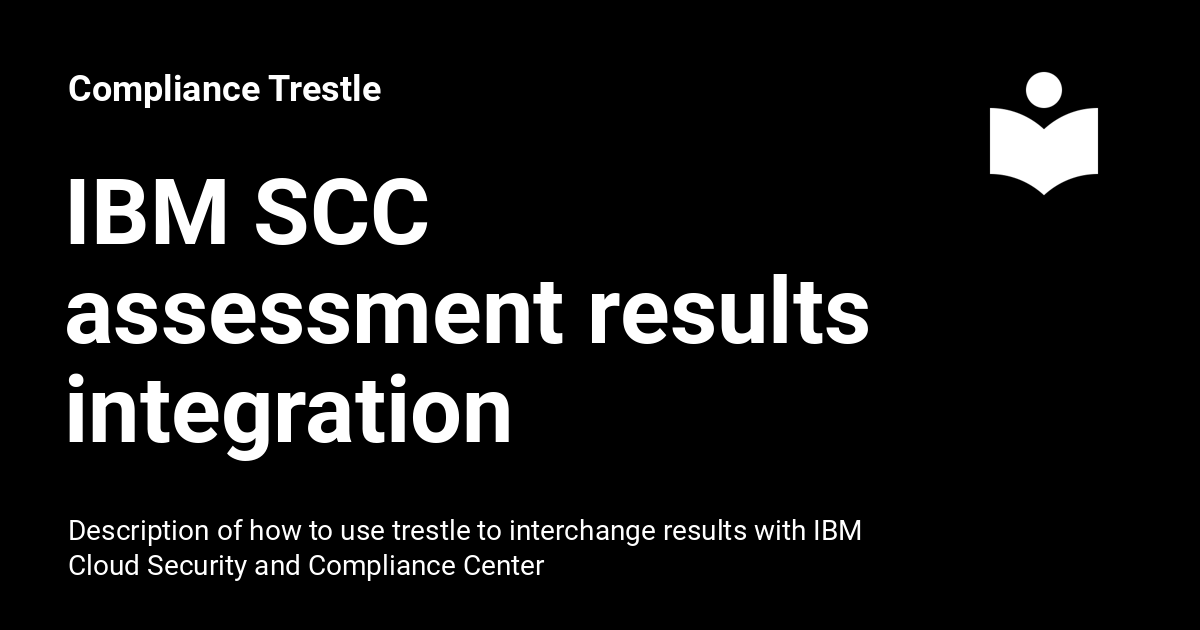 Compliance Trestle
IBM SCC
assessment results
integration
Description of how to use trestle to interchange results with IBM
Cloud Security and Compliance Center